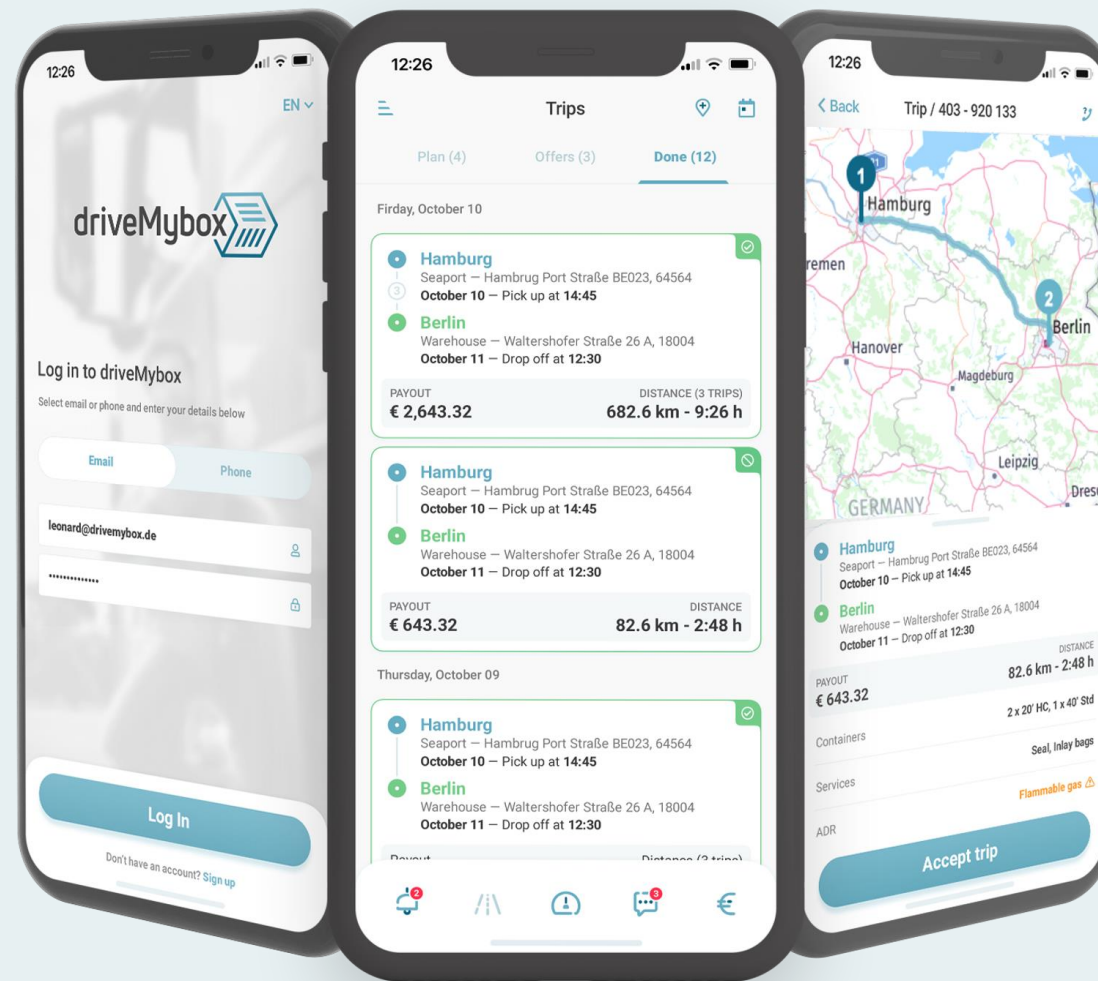 12:26
EN
driveMybox
Log in to driveMybox
Select email or phone and enter your details below
Email
Phone
leonard@drivemybox.de
Log In
Don't have an account? Sign up
12:26
Trips
Plan (4)
Offers (3)
Done (12)
Firday, October 10
Hamburg
Seaport — Hambrug Port Straße BE023, 64564
3
October 10 — Pick up at 14:45
Berlin
Warehouse — Waltershofer Straße 26 A, 18004
October 11 — Drop off at 12:30
PAYOUT
DISTANCE (3 TRIPS)
€ 2,643.32
682.6 km - 9:26 h
Hamburg
Seaport — Hambrug Port Straße BE023, 64564
October 10 — Pick up at 14:45
Berlin
Warehouse — Waltershofer Straße 26 A, 18004
October 11 — Drop off at 12:30
PAYOUT
DISTANCE
€ 643.32
82.6 km - 2:48 h
Thursday, October 09
Hamburg
Seaport — Hambrug Port Straße BE023, 64564
October 10 — Pick up at 14:45
Berlin
Warehouse — Waltershofer Straße 26 A, 18004
October 11 — Drop off at 12:30
Payout
Distance (3 trips)
2
3
12:26
Back
Trip / 403 - 920 133
1
Hamburg
remen
2
Berlin
Hanover
Magdeburg
Leipzig
Dres
GERMANY
Hamburg
Seaport — Hambrug Port Straße BE023, 64564
October 10 — Pick up at 14:45
Berlin
Warehouse — Waltershofer Straße 26 A, 18004
October 11 — Drop off at 12:30
PAYOUT
DISTANCE
€ 643.32
82.6 km - 2:48 h
Containers
2 x 20' HC, 1 x 40' Std
Services
Seal, Inlay bags
ADR
Flammable gas
Accept trip